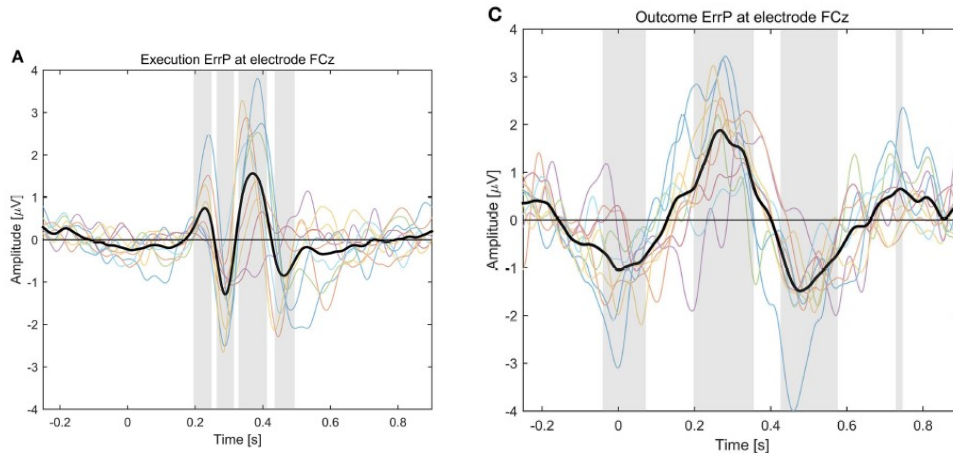 A
Execution ErrP at electrode FCz
4
3
2
1
0
-1
-2
-3
-4
Amplitude [μV]
-0.2 0 0.2 0.4 0.6 0.8
Time [s]
C
Outcome ErrP at electrode FCz
4
3
2
1
0
-1
-2
-3
-4
Amplitude [μV]
-0.2 0 0.2 0.4 0.6 0.8
Time [s]